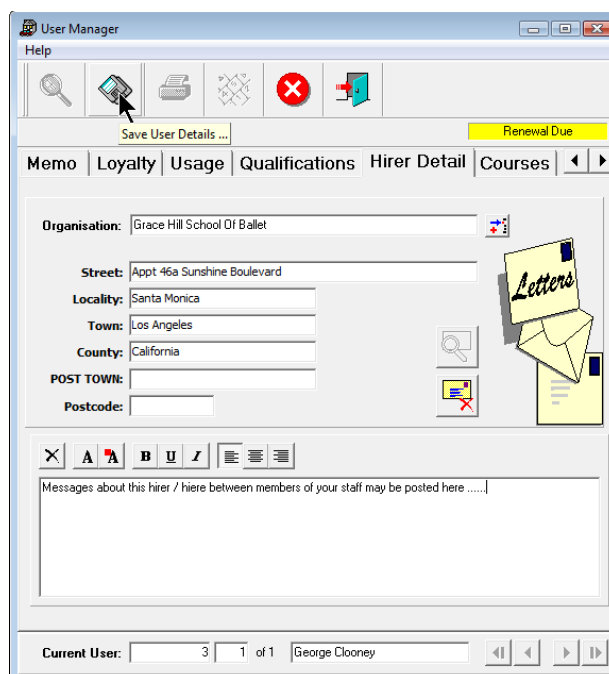 User Manager
Help
Save User Details ...
Renewal Due
Memo Loyalty Usage Qualifications Hirer Detail Courses
Organisation: Grace Hill School Of Ballet
Street: Appt 46a Sunshine Boulevard
Locality: Santa Monica
Town: Los Angeles
County: California
POST TOWN:
Postcode:
Letters
A A B U I
Messages about this hirer / hiere between members of your staff may be posted here ......
Current User: 3 1 of 1 George Clooney